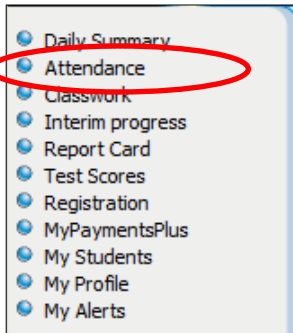 Daily Summary
Attendance
Classwork
Interim progress
Report Card
Test Scores
Registration
MyPaymentsPlus
My Students
My Profile
My Alerts